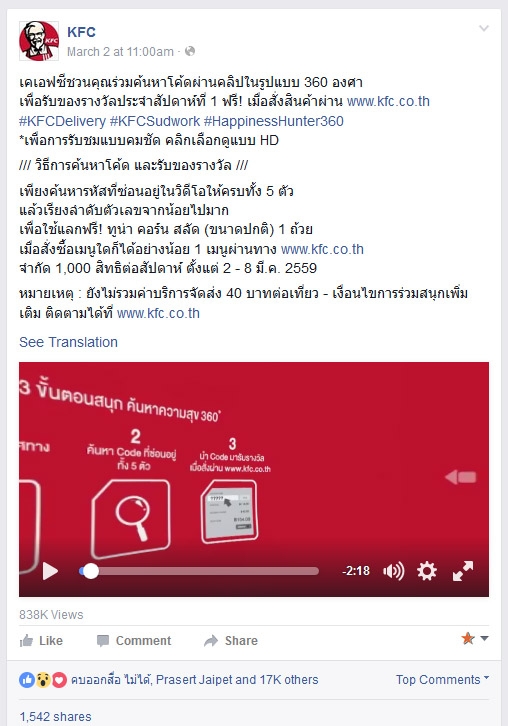 KFC
KFC
March 2 at 11:00am ·
เคเอฟซีชวนคุณร่วมค้นหาโค้ดผ่านคลิปในรูปแบบ 360 องศา
เพื่อรับของรางวัลประจำสัปดาห์ที่ 1 ฟรี! เมื่อสั่งสินค้าผ่าน www.kfc.co.th
#KFCDelivery #KFCSudwork #HappinessHunter360
*เพื่อการรับชมแบบคมชัด คลิกเลือกดูแบบ HD
/// วิธีการค้นหาโค้ด และรับของรางวัล ///
เพียงค้นหารหัสที่ซ่อนอยู่ในวิดีโอให้ครบทั้ง 5 ตัว
แล้วเรียงลำดับตัวเลขจากน้อยไปมาก
เพื่อใช้แลกฟรี! ทูน่า คอร์น สลัด (ขนาดปกติ) 1 ถ้วย
เมื่อสั่งซื้อเมนูใดก็ได้อย่างน้อย 1 เมนูผ่านทาง www.kfc.co.th
จำกัด 1,000 สิทธิต่อสัปดาห์ ตั้งแต่ 2 - 8 มี.ค. 2559
หมายเหตุ : ยังไม่รวมค่าบริการจัดส่ง 40 บาทต่อเที่ยว - เงื่อนไขการร่วมสนุกเพิ่ม
เติม ติดตามได้ที่ www.kfc.co.th
See Translation
3 ขั้นตอนสนุก ค้นหาความสุข 360°
2
ค้นหา Code ที่ซ่อนอยู่
ทั้ง 5 ตัว
3
นำ Code มารับรางวัล
เมื่อสั่งผ่าน www.kfc.co.th
?????
-2:18
838K Views
Like
Comment
Share
คบออกสื่อ ไม่ได้, Prasert Jaipet and 17K others
Top Comments
1,542 shares